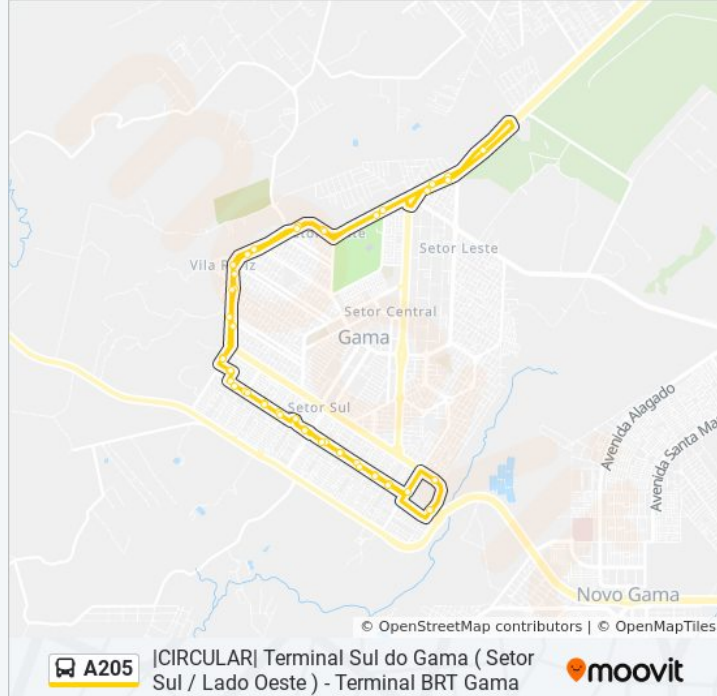 Setor Leste
Vila
Setor Central
Gama
Setor Sul
Avenida Alagado
Avenida Santa Ma
Novo Gama
© OpenStreetMap contributors | © OpenMapTiles
A205
|CIRCULAR| Terminal Sul do Gama ( Setor
Sul / Lado Oeste ) - Terminal BRT Gama
moovit